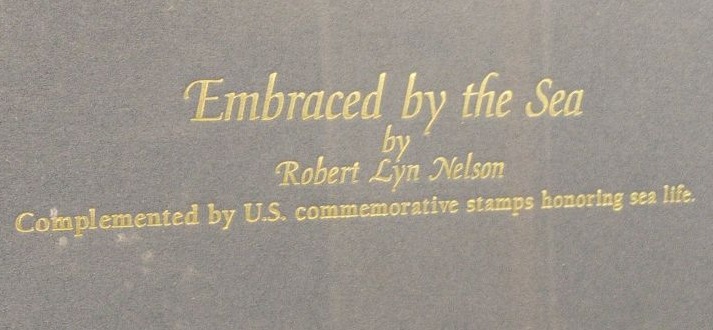 Embraced by the Sea
by
Robert Lyn Nelson
Complemented by U.S. commemorative stamps honoring sea life.